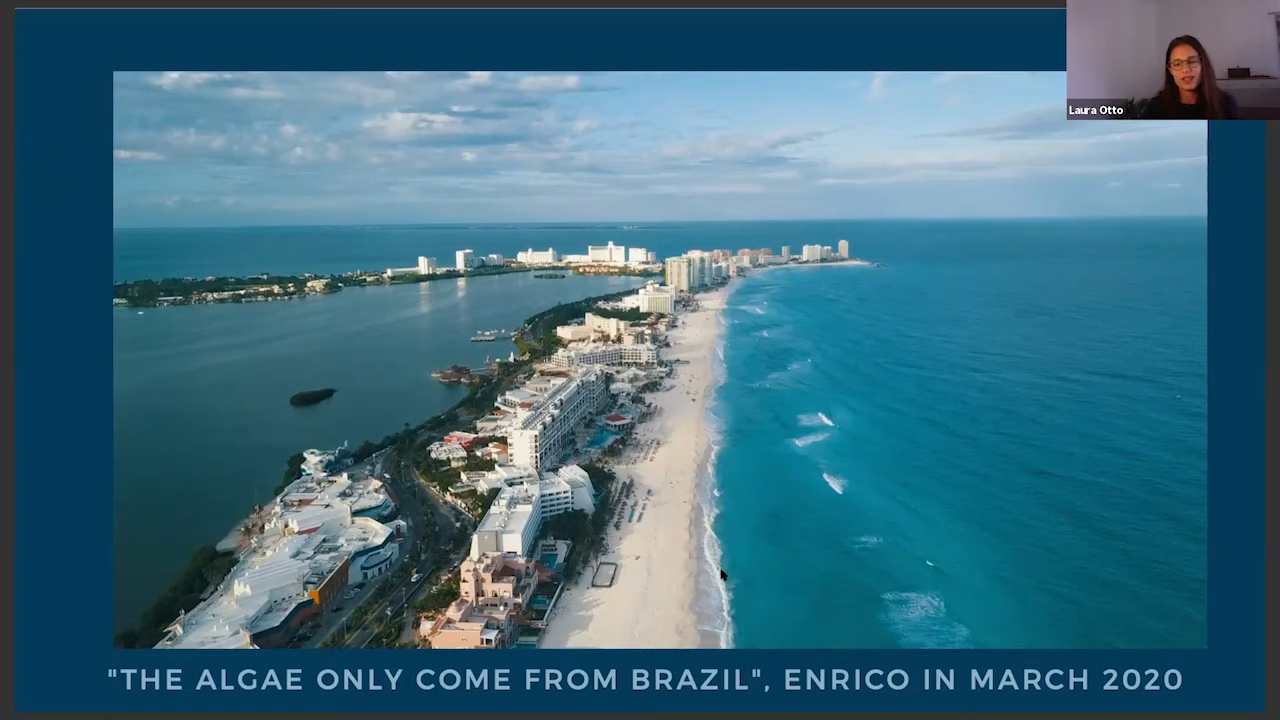 Laura Otto
"THE ALGAE ONLY COME FROM BRAZIL", ENRICO IN MARCH 2020